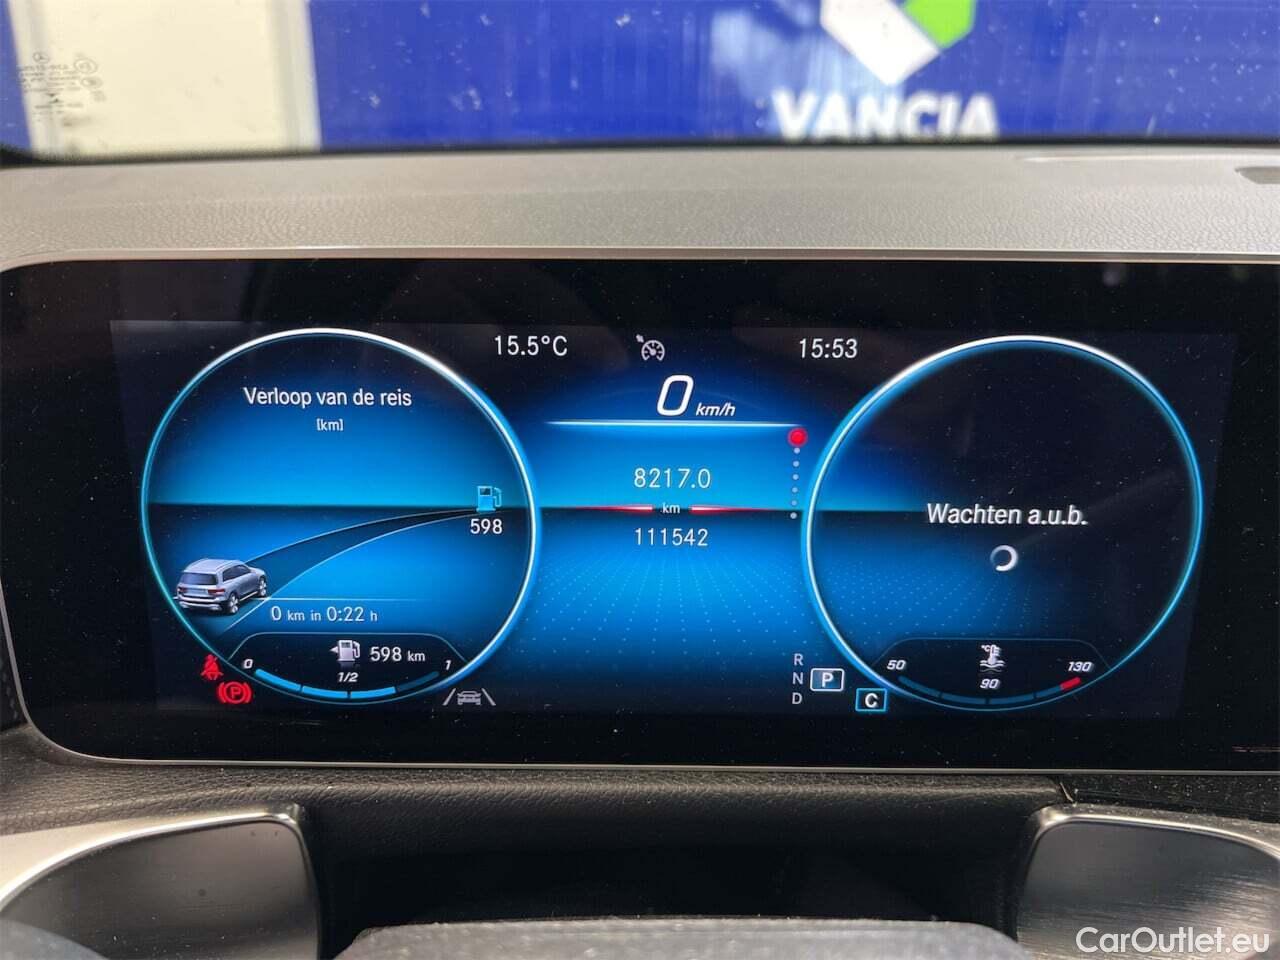 VANCIA
15.5°C
15:53
Verloop van de reis
[km]
0 km/h
8217.0
km
111542
598
Wachten a.u.b.
0 km in 0:22 h
598 km
0
1/2
1
R
N
D
P
C
50
90
130
°C
CarOutlet.eu